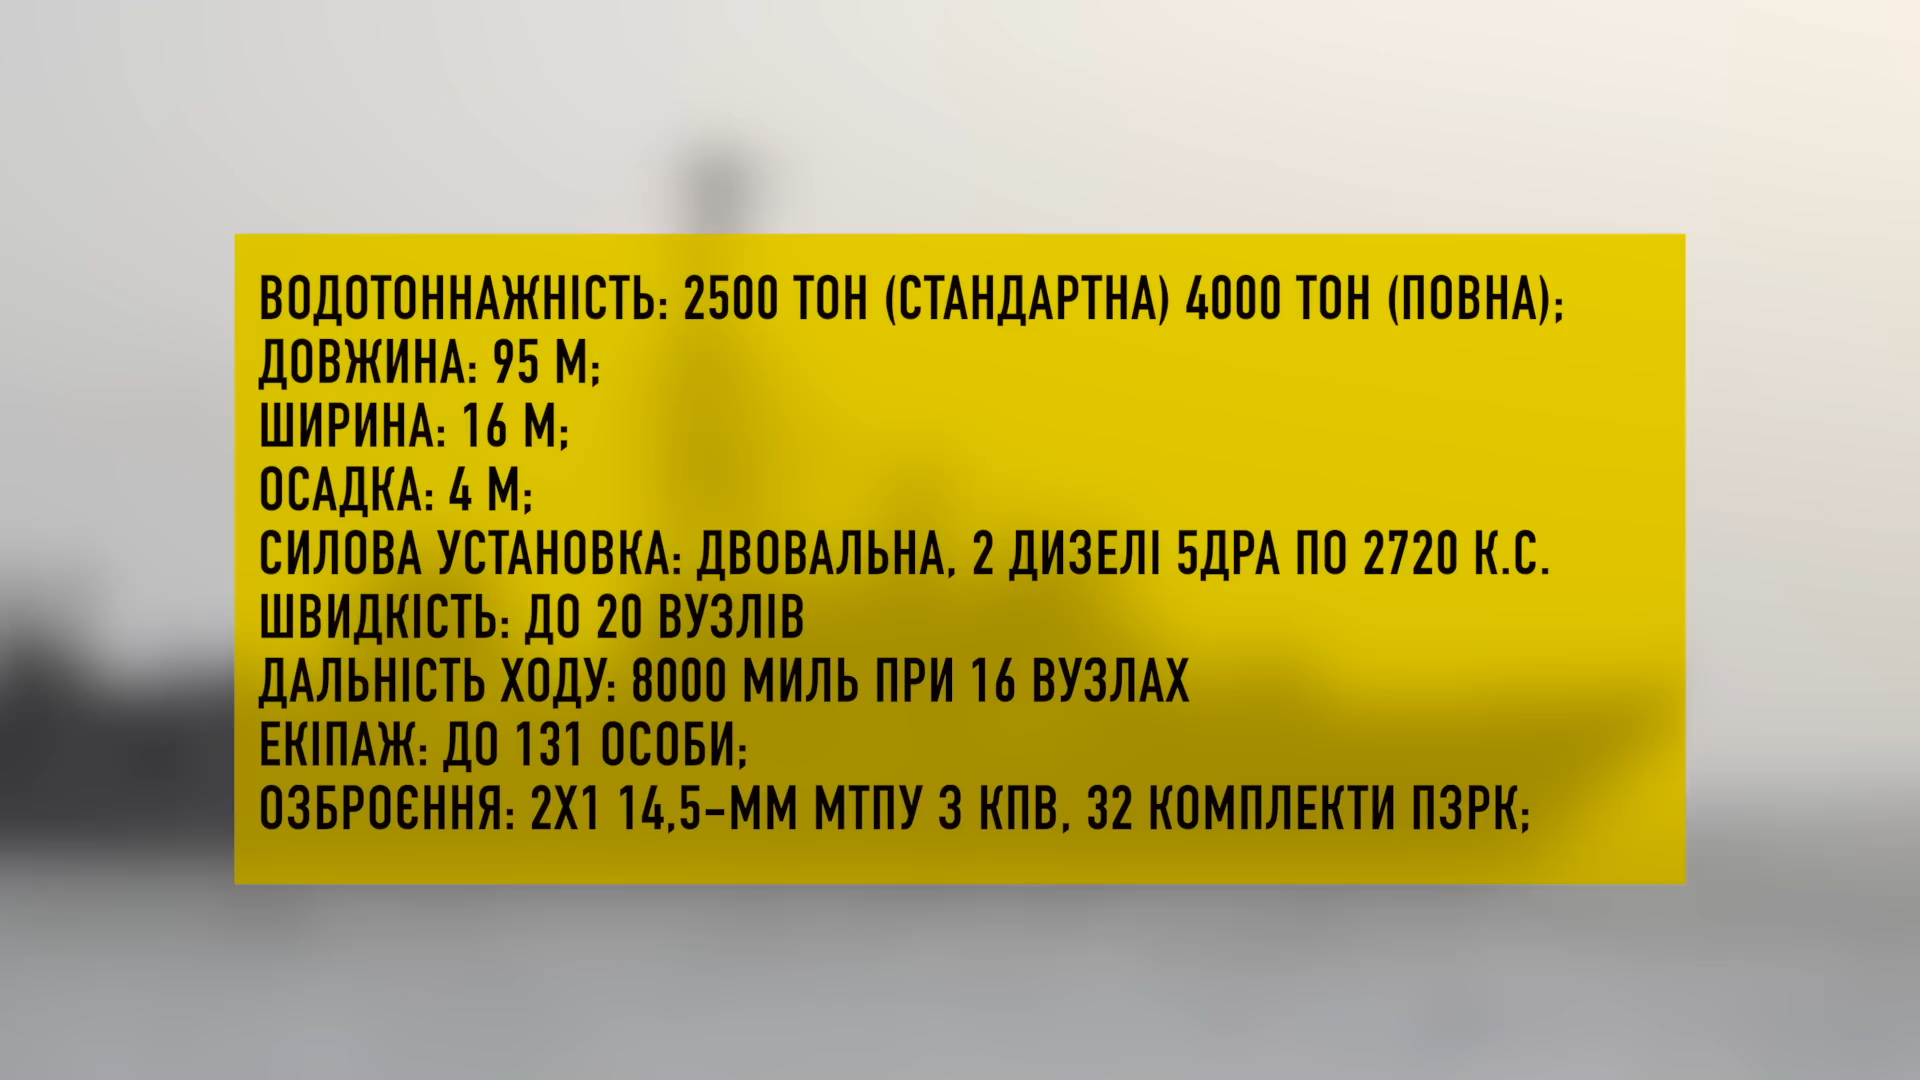 ВОДОТОННАЖНІСТЬ: 2500 ТОН (СТАНДАРТНА) 4000 ТОН (ПОВНА);
ДОВЖИНА: 95 М;
ШИРИНА: 16 М;
ОСАДКА: 4 М;
СИЛОВА УСТАНОВКА: ДВОВАЛЬНА, 2 ДИЗЕЛІ 5ДРА ПО 2720 К.С.
ШВИДКІСТЬ: ДО 20 ВУЗЛІВ
ДАЛЬНІСТЬ ХОДУ: 8000 МИЛЬ ПРИ 16 ВУЗЛАХ
ЕКІПАЖ: ДО 131 ОСОБИ;
ОЗБРОЄННЯ: 2Х1 14,5-ММ МТПУ З КПВ, 32 КОМПЛЕКТИ ПЗРК;